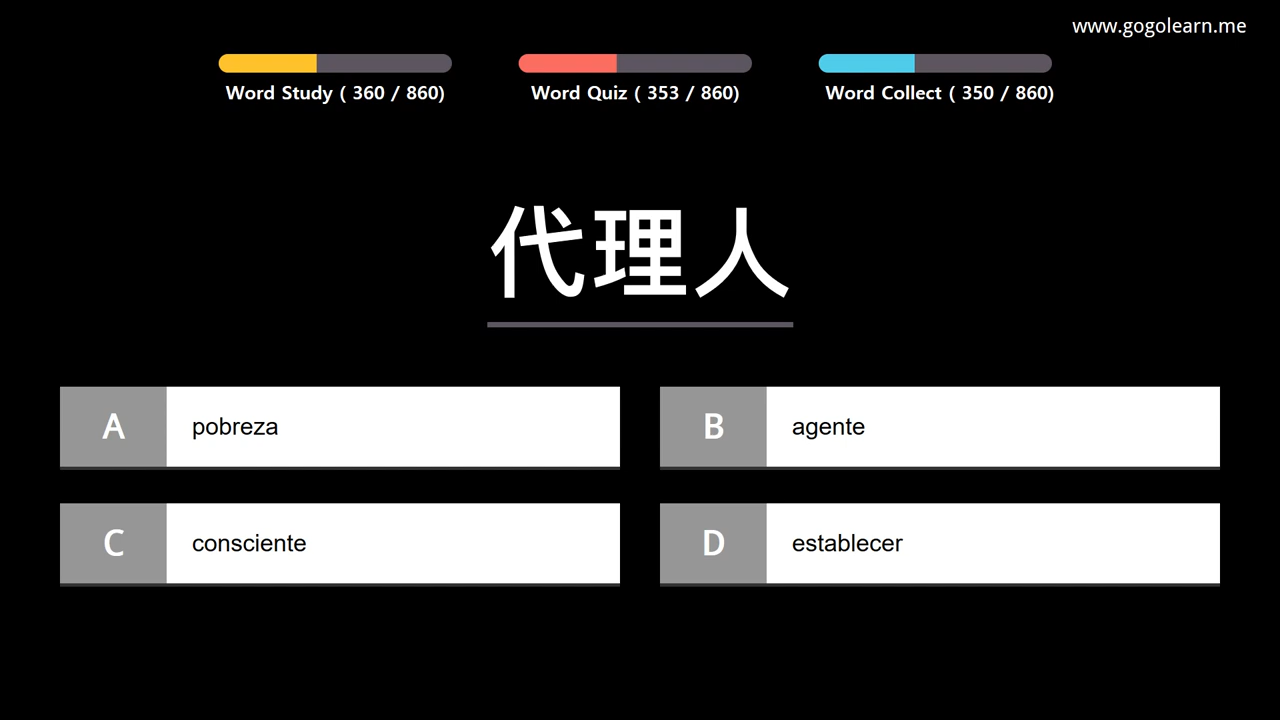 www.gogolearn.me
Word Study ( 360 / 860)
Word Quiz ( 353 / 860)
Word Collect ( 350 / 860)
代理人
A pobreza
B agente
C consciente
D establecer